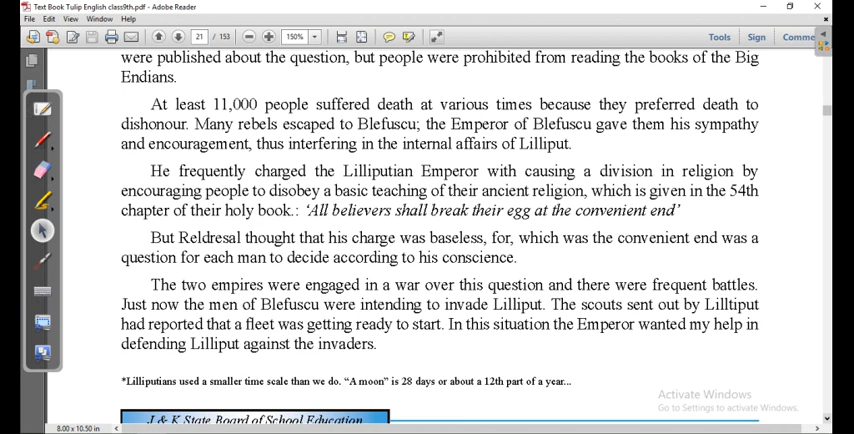 Text Book Tulip English class9th.pdf - Adobe Reader
File Edit View Window Help
21 / 153 150% Tools Sign Comme
were published about the question, but people were prohibited from reading the books of the Big
Endians.
At least 11,000 people suffered death at various times because they preferred death to
dishonour. Many rebels escaped to Blefuscu; the Emperor of Blefuscu gave them his sympathy
and encouragement, thus interfering in the internal affairs of Lilliput.
He frequently charged the Lilliputian Emperor with causing a division in religion by
encouraging people to disobey a basic teaching of their ancient religion, which is given in the 54th
chapter of their holy book.: ‘All believers shall break their egg at the convenient end’
But Reldresal thought that his charge was baseless, for, which was the convenient end was a
question for each man to decide according to his conscience.
The two empires were engaged in a war over this question and there were frequent battles.
Just now the men of Blefuscu were intending to invade Lilliput. The scouts sent out by Lilltiput
had reported that a fleet was getting ready to start. In this situation the Emperor wanted my help in
defending Lilliput against the invaders.
*Lilliputians used a smaller time scale than we do. “A moon” is 28 days or about a 12th part of a year...
Activate Windows
Go to Settings to activate Windows.
J & K State Board of School Education
8.00 x 10.50 in